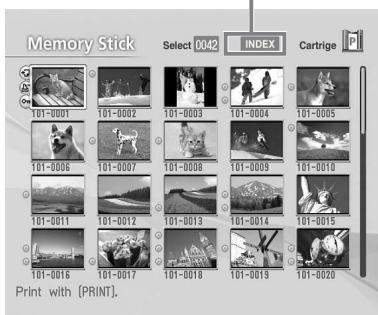 Memory Stick Select 0042 INDEX Cartrige P
101-0001 101-0002 101-0003 101-0004 101-0005
101-0006 101-0007 101-0008 101-0009 101-0010
101-0011 101-0012 101-0013 101-0014 101-0015
101-0016 101-0017 101-0018 101-0019 101-0020
Print with [PRINT].